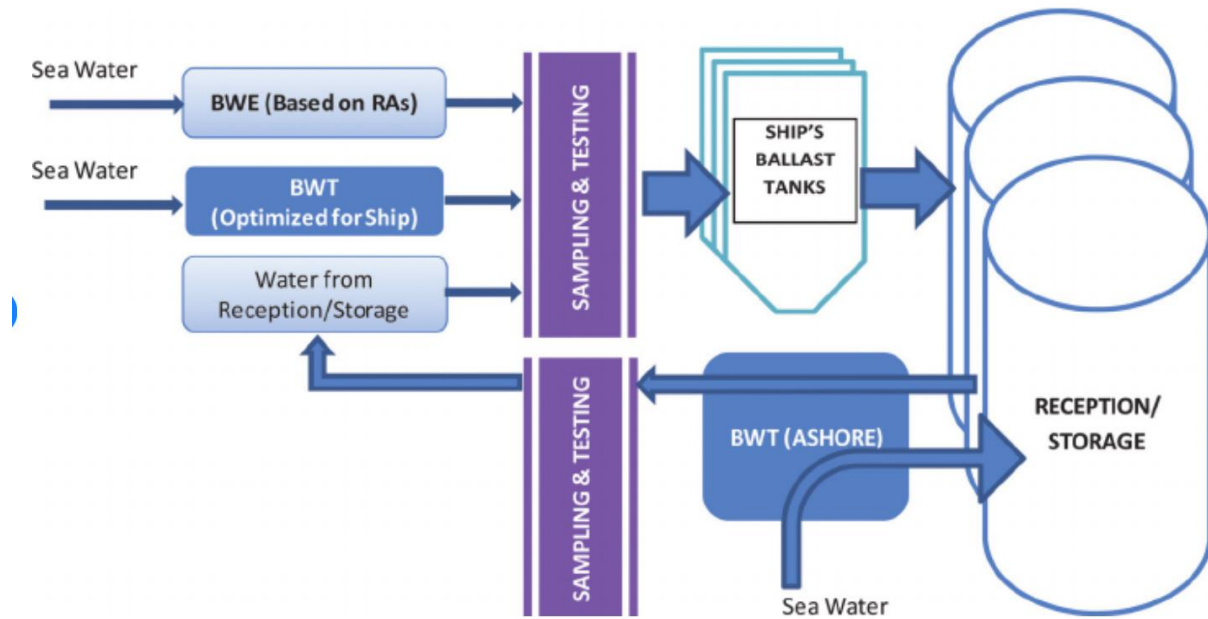 Sea Water
BWE (Based on RAs)
Sea Water
BWT
(Optimized for Ship)
Water from
Reception/Storage
SAMPLING & TESTING
SHIP'S
BALLAST
TANKS
SAMPLING & TESTING
BWT (ASHORE)
RECEPTION/
STORAGE
Sea Water